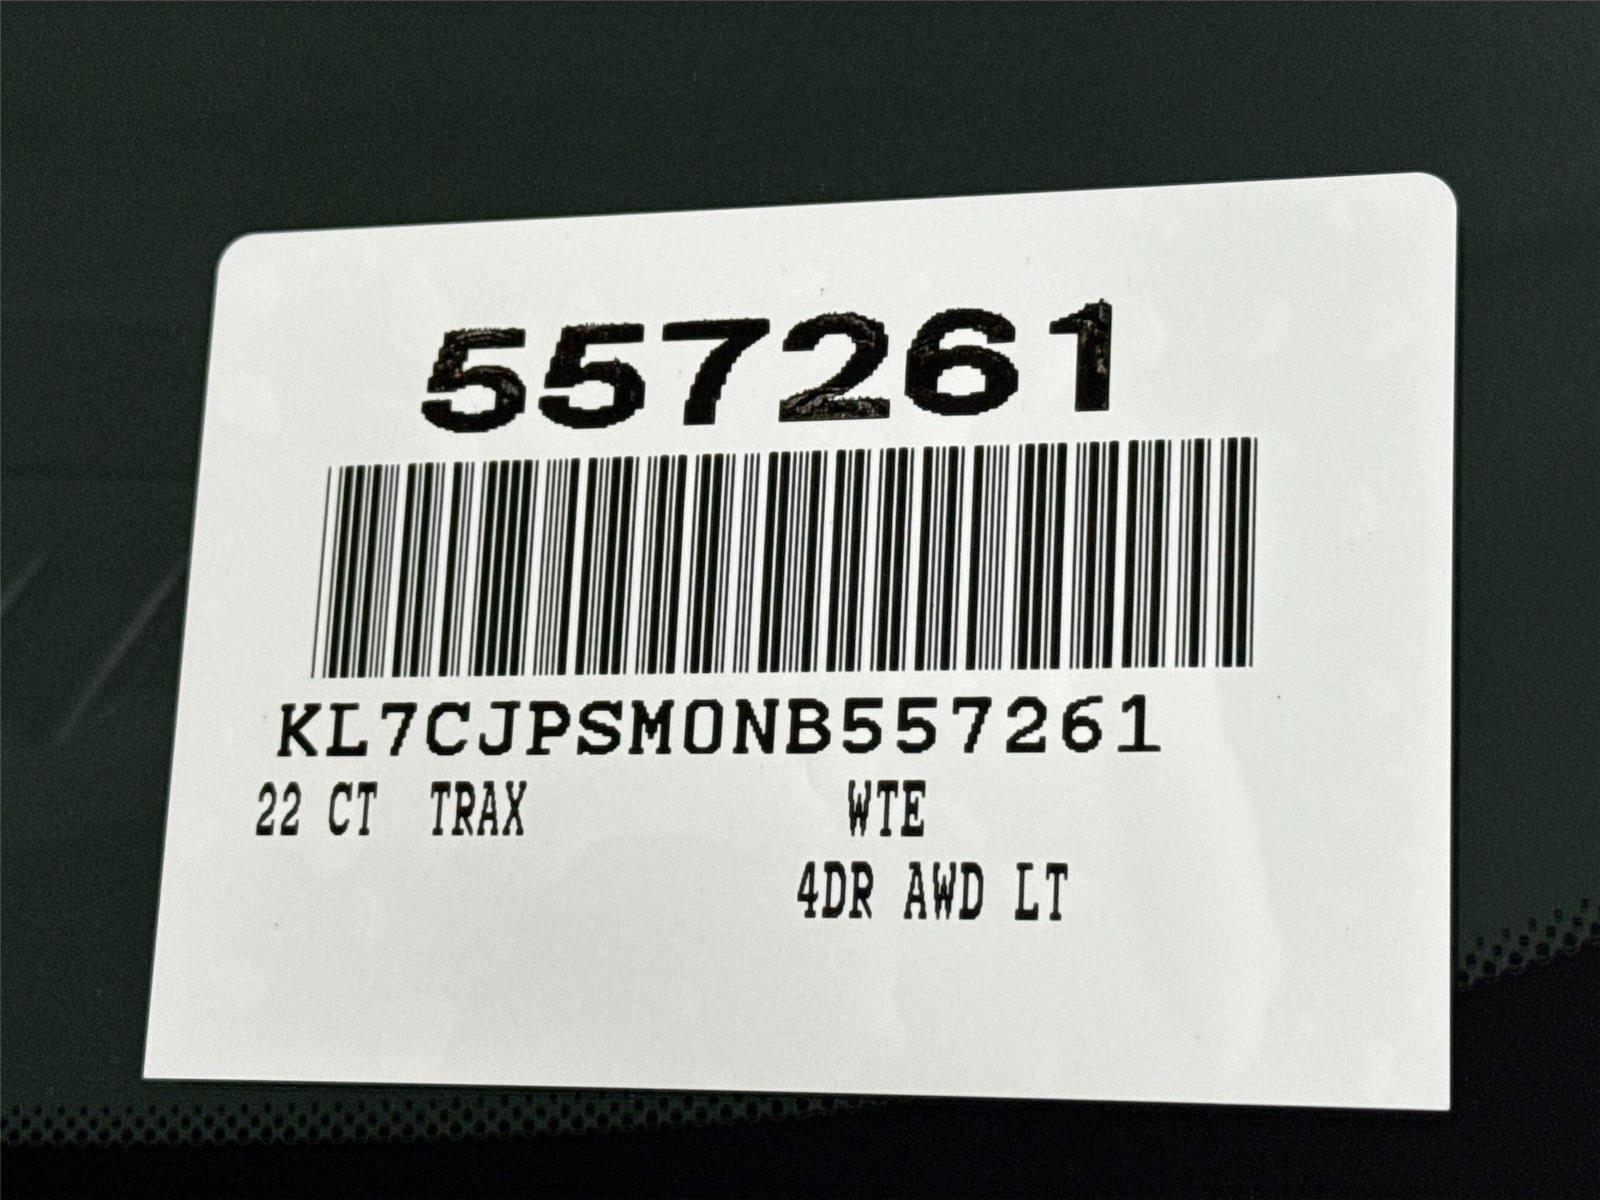 557261
KL7CJPSM0NB557261
22 CT TRAX WTE
4DR AWD LT